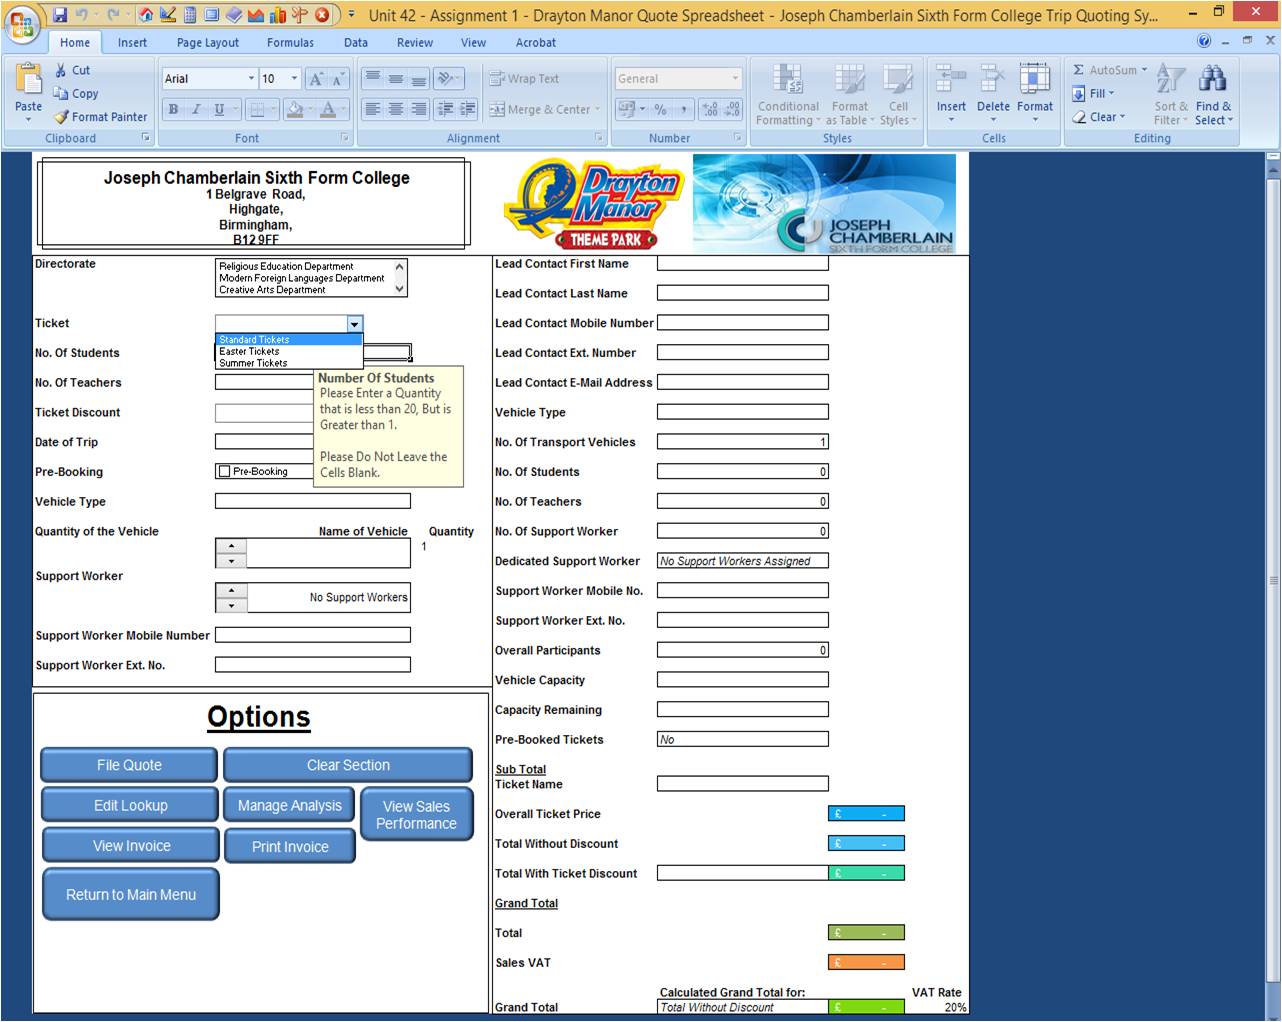 Unit 42 - Assignment 1 - Drayton Manor Quote Spreadsheet - Joseph Chamberlain Sixth Form College Trip Quoting Sy...
Home Insert Page Layout Formulas Data Review View Acrobat
Paste
Cut
Copy
Format Painter
Clipboard
Arial 10
B I U
Font
Wrap Text
Merge & Center
Alignment
General
Number
Conditional Formatting
Format as Table
Cell Styles
Styles
Insert Delete Format
Cells
Σ AutoSum
Fill
Clear
Sort & Filter
Find & Select
Editing
Joseph Chamberlain Sixth Form College
1 Belgrave Road,
Highgate,
Birmingham,
B12 9FF
Drayton
Manor
THEME PARK
JOSEPH
CHAMBERLAIN
SIXTH FORM COLLEGE
Directorate
Religious Education Department
Modern Foreign Languages Department
Creative Arts Department
Ticket
Standard Tickets
Easter Tickets
Summer Tickets
No. Of Students
No. Of Teachers
Number Of Students
Please Enter a Quantity
that is less than 20, But is
Greater than 1.
Please Do Not Leave the
Cells Blank.
Ticket Discount
Date of Trip
Pre-Booking
Pre-Booking
Vehicle Type
Quantity of the Vehicle Name of Vehicle Quantity
1
Support Worker
No Support Workers
Support Worker Mobile Number
Support Worker Ext. No.
Options
File Quote
Clear Section
Edit Lookup
Manage Analysis
View Sales
Performance
View Invoice
Print Invoice
Return to Main Menu
Lead Contact First Name
Lead Contact Last Name
Lead Contact Mobile Number
Lead Contact Ext. Number
Lead Contact E-Mail Address
Vehicle Type
No. Of Transport Vehicles 1
No. Of Students 0
No. Of Teachers 0
No. Of Support Worker 0
Dedicated Support Worker No Support Workers Assigned
Support Worker Mobile No.
Support Worker Ext. No.
Overall Participants 0
Vehicle Capacity
Capacity Remaining
Pre-Booked Tickets No
Sub Total
Ticket Name
Overall Ticket Price £ -
Total Without Discount £ -
Total With Ticket Discount £ -
Grand Total
Total £ -
Sales VAT £ -
Calculated Grand Total for: VAT Rate
Grand Total Total Without Discount £ - 20%